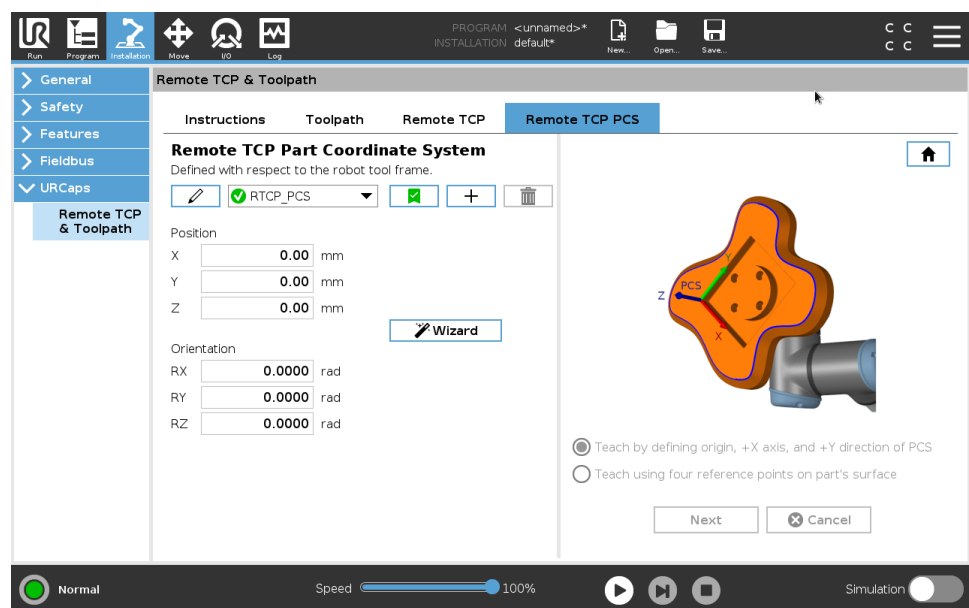 PROGRAM <unnamed>*
INSTALLATION default*
Run Program Installation Move I/O Log New... Open... Save...
C C
C C
General
Safety
Features
Fieldbus
URCaps
Remote TCP
& Toolpath
Remote TCP & Toolpath
Instructions Toolpath Remote TCP Remote TCP PCS
Remote TCP Part Coordinate System
Defined with respect to the robot tool frame.
RTCP_PCS
Position
X 0.00 mm
Y 0.00 mm
Z 0.00 mm
Wizard
Orientation
RX 0.0000 rad
RY 0.0000 rad
RZ 0.0000 rad
Y
PCS
Z
X
Teach by defining origin, +X axis, and +Y direction of PCS
Teach using four reference points on part's surface
Next Cancel
Normal Speed 100% Simulation